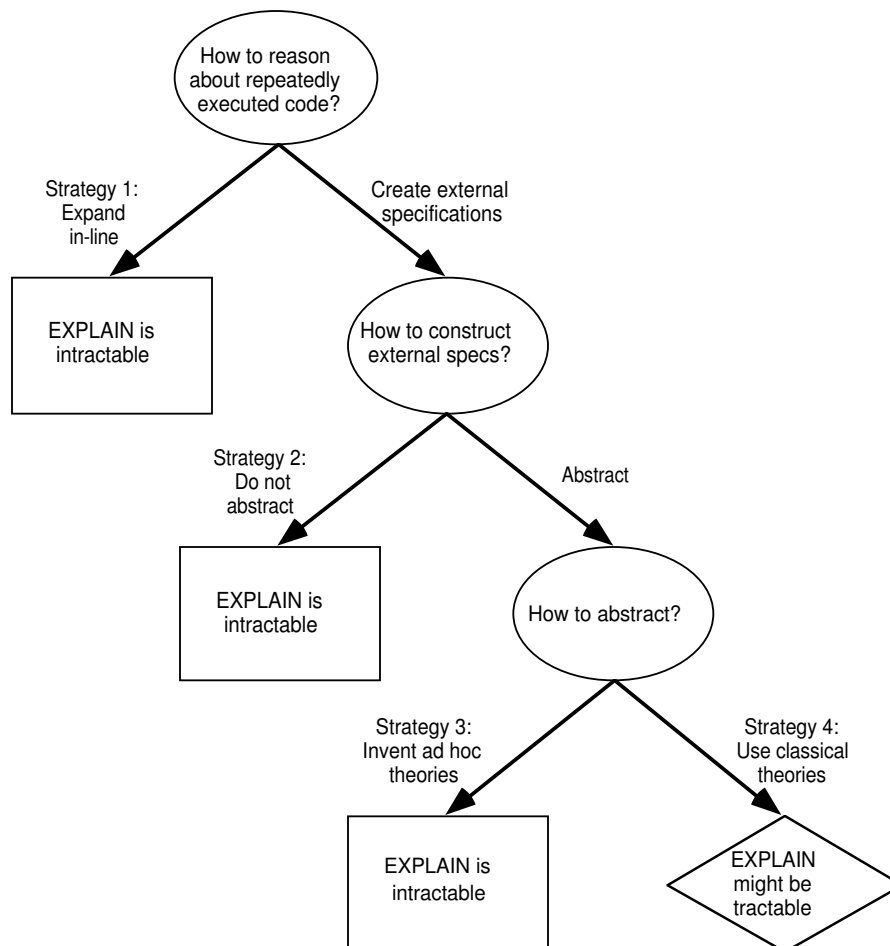 How to reason
about repeatedly
executed code?
Strategy 1:
Expand
in-line
Create external
specifications
EXPLAIN is
intractable
How to construct
external specs?
Strategy 2:
Do not
abstract
Abstract
EXPLAIN is
intractable
How to abstract?
Strategy 3:
Invent ad hoc
theories
Strategy 4:
Use classical
theories
EXPLAIN is
intractable
EXPLAIN
might be
tractable